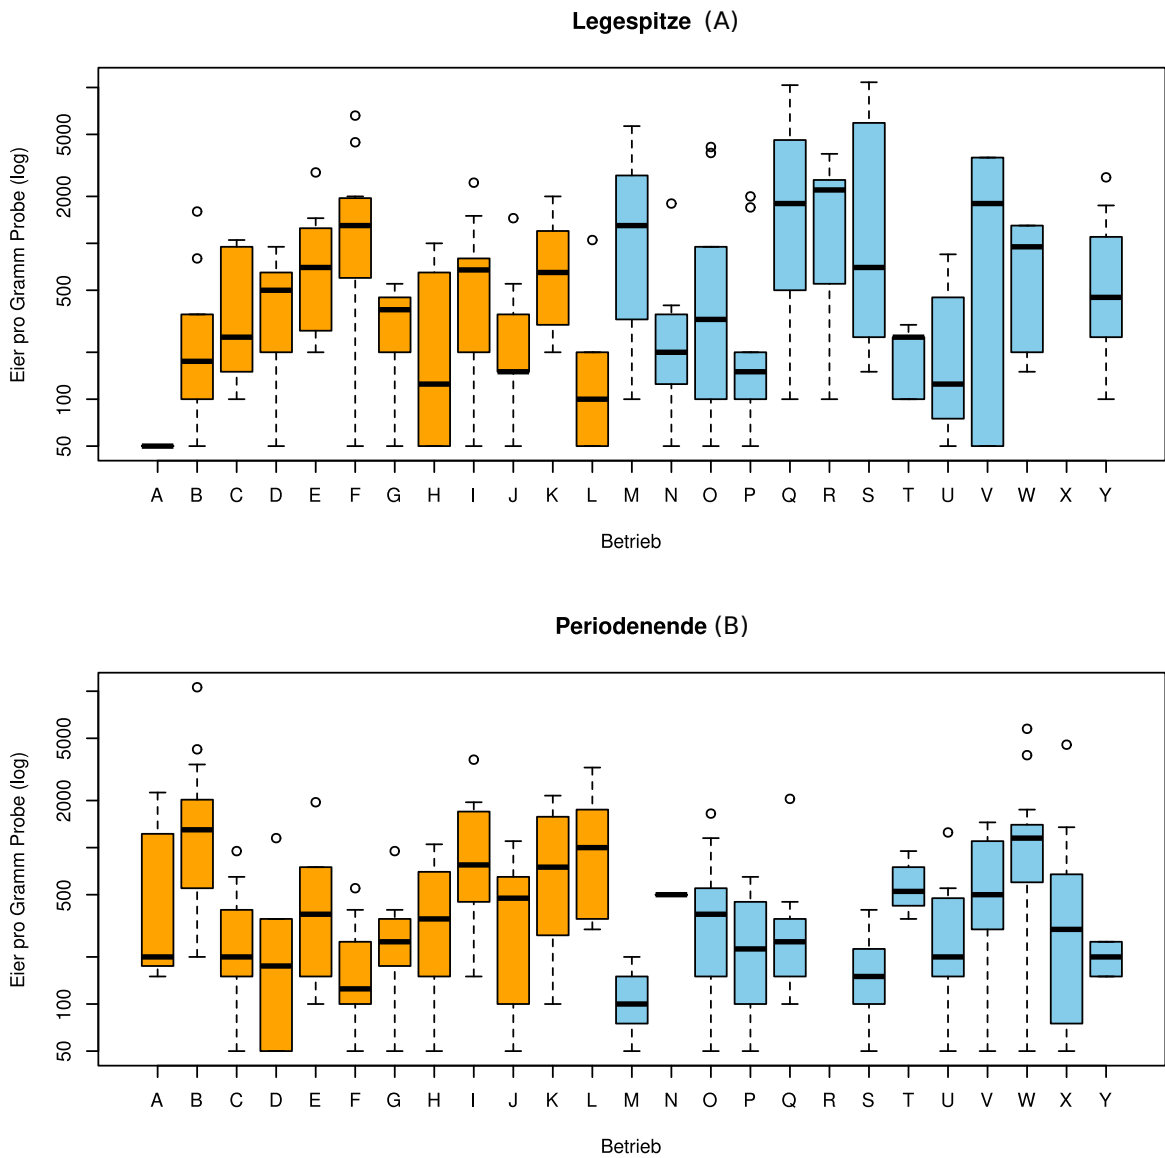 Legespitze (A)
Eier pro Gramm Probe (log)
5000
2000
500
100
50
A B C D E F G H I J K L M N O P Q R S T U V W X Y
Betrieb
Periodenende (B)
Eier pro Gramm Probe (log)
5000
2000
500
100
50
A B C D E F G H I J K L M N O P Q R S T U V W X Y
Betrieb